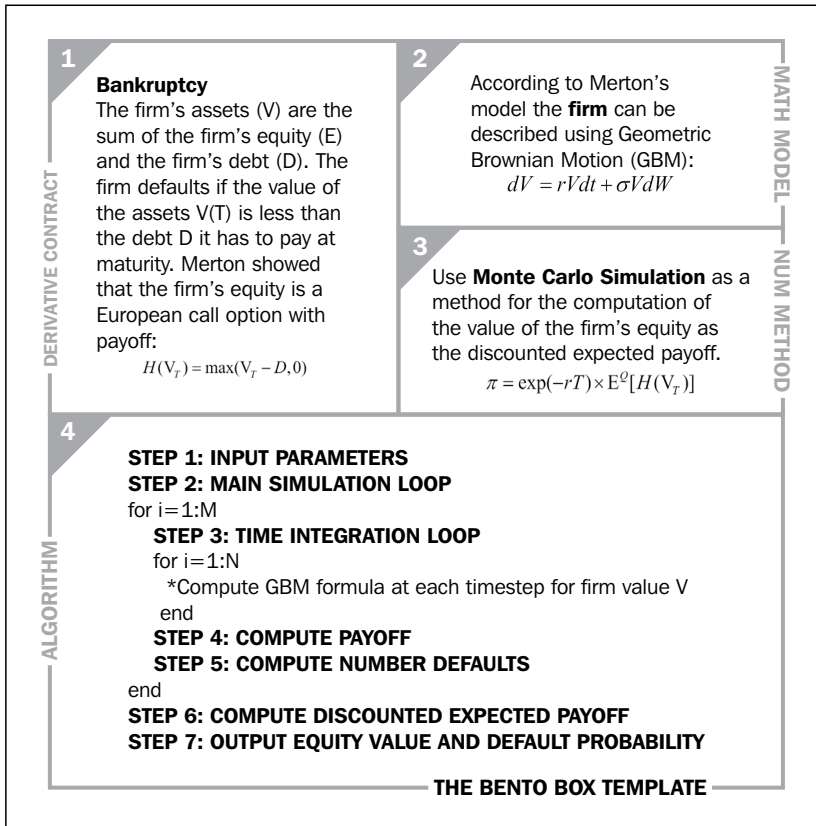 1
DERIVATIVE CONTRACT
Bankruptcy
The firm's assets (V) are the
sum of the firm's equity (E)
and the firm's debt (D). The
firm defaults if the value of
the assets V(T) is less than
the debt D it has to pay at
maturity. Merton showed
that the firm's equity is a
European call option with
payoff:
H(V_T) = max(V_T − D, 0)
2
MATH MODEL
According to Merton's
model the firm can be
described using Geometric
Brownian Motion (GBM):
dV = rVdt + σVdW
3
NUM METHOD
Use Monte Carlo Simulation as a
method for the computation of
the value of the firm's equity as
the discounted expected payoff.
π = exp(−rT) × E^Q[H(V_T)]
4
ALGORITHM
STEP 1: INPUT PARAMETERS
STEP 2: MAIN SIMULATION LOOP
for i=1:M
STEP 3: TIME INTEGRATION LOOP
for i=1:N
*Compute GBM formula at each timestep for firm value V
end
STEP 4: COMPUTE PAYOFF
STEP 5: COMPUTE NUMBER DEFAULTS
end
STEP 6: COMPUTE DISCOUNTED EXPECTED PAYOFF
STEP 7: OUTPUT EQUITY VALUE AND DEFAULT PROBABILITY
THE BENTO BOX TEMPLATE